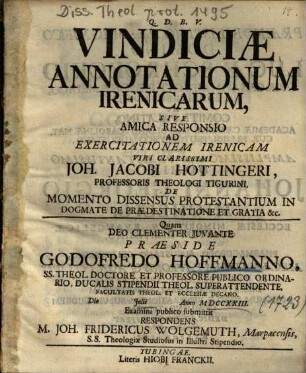 Diss. Theol. prot. 1495
Q. D. B. V.
VINDICIÆ
ANNOTATIONUM
IRENICARUM,
SIVE
AMICA RESPONSIO
AD
EXERCITATIONEM IRENICAM
VIRI CLARISSIMI
JOH. JACOBI HOTTINGERI,
PROFESSORIS THEOLOGI TIGURINI,
DE
MOMENTO DISSENSUS PROTESTANTIUM IN
DOGMATE DE PRÆDESTINATIONE ET GRATIA &c.
Quam
DEO CLEMENTER JUVANTE
PRÆSIDE
GODOFREDO HOFFMANNO,
SS. THEOL. DOCTORE ET PROFESSORE PUBLICO ORDINA-
RIO, DUCALIS STIPENDII THEOL. SUPERATTENDENTE,
FACULTATIS THEOL. ET ECCLESIÆ DECANO,
Die Julii Anno MDCCXXIII.
(1723)
Examini publico submittit
RESPONDENS
M. JOH. FRIDERICUS WOLGEMUTH, Marpacensis,
S.S. Theologiæ Studiosus in Illustri Stipendio.
TUBINGAE,
Literis HIOBI FRANCKII.